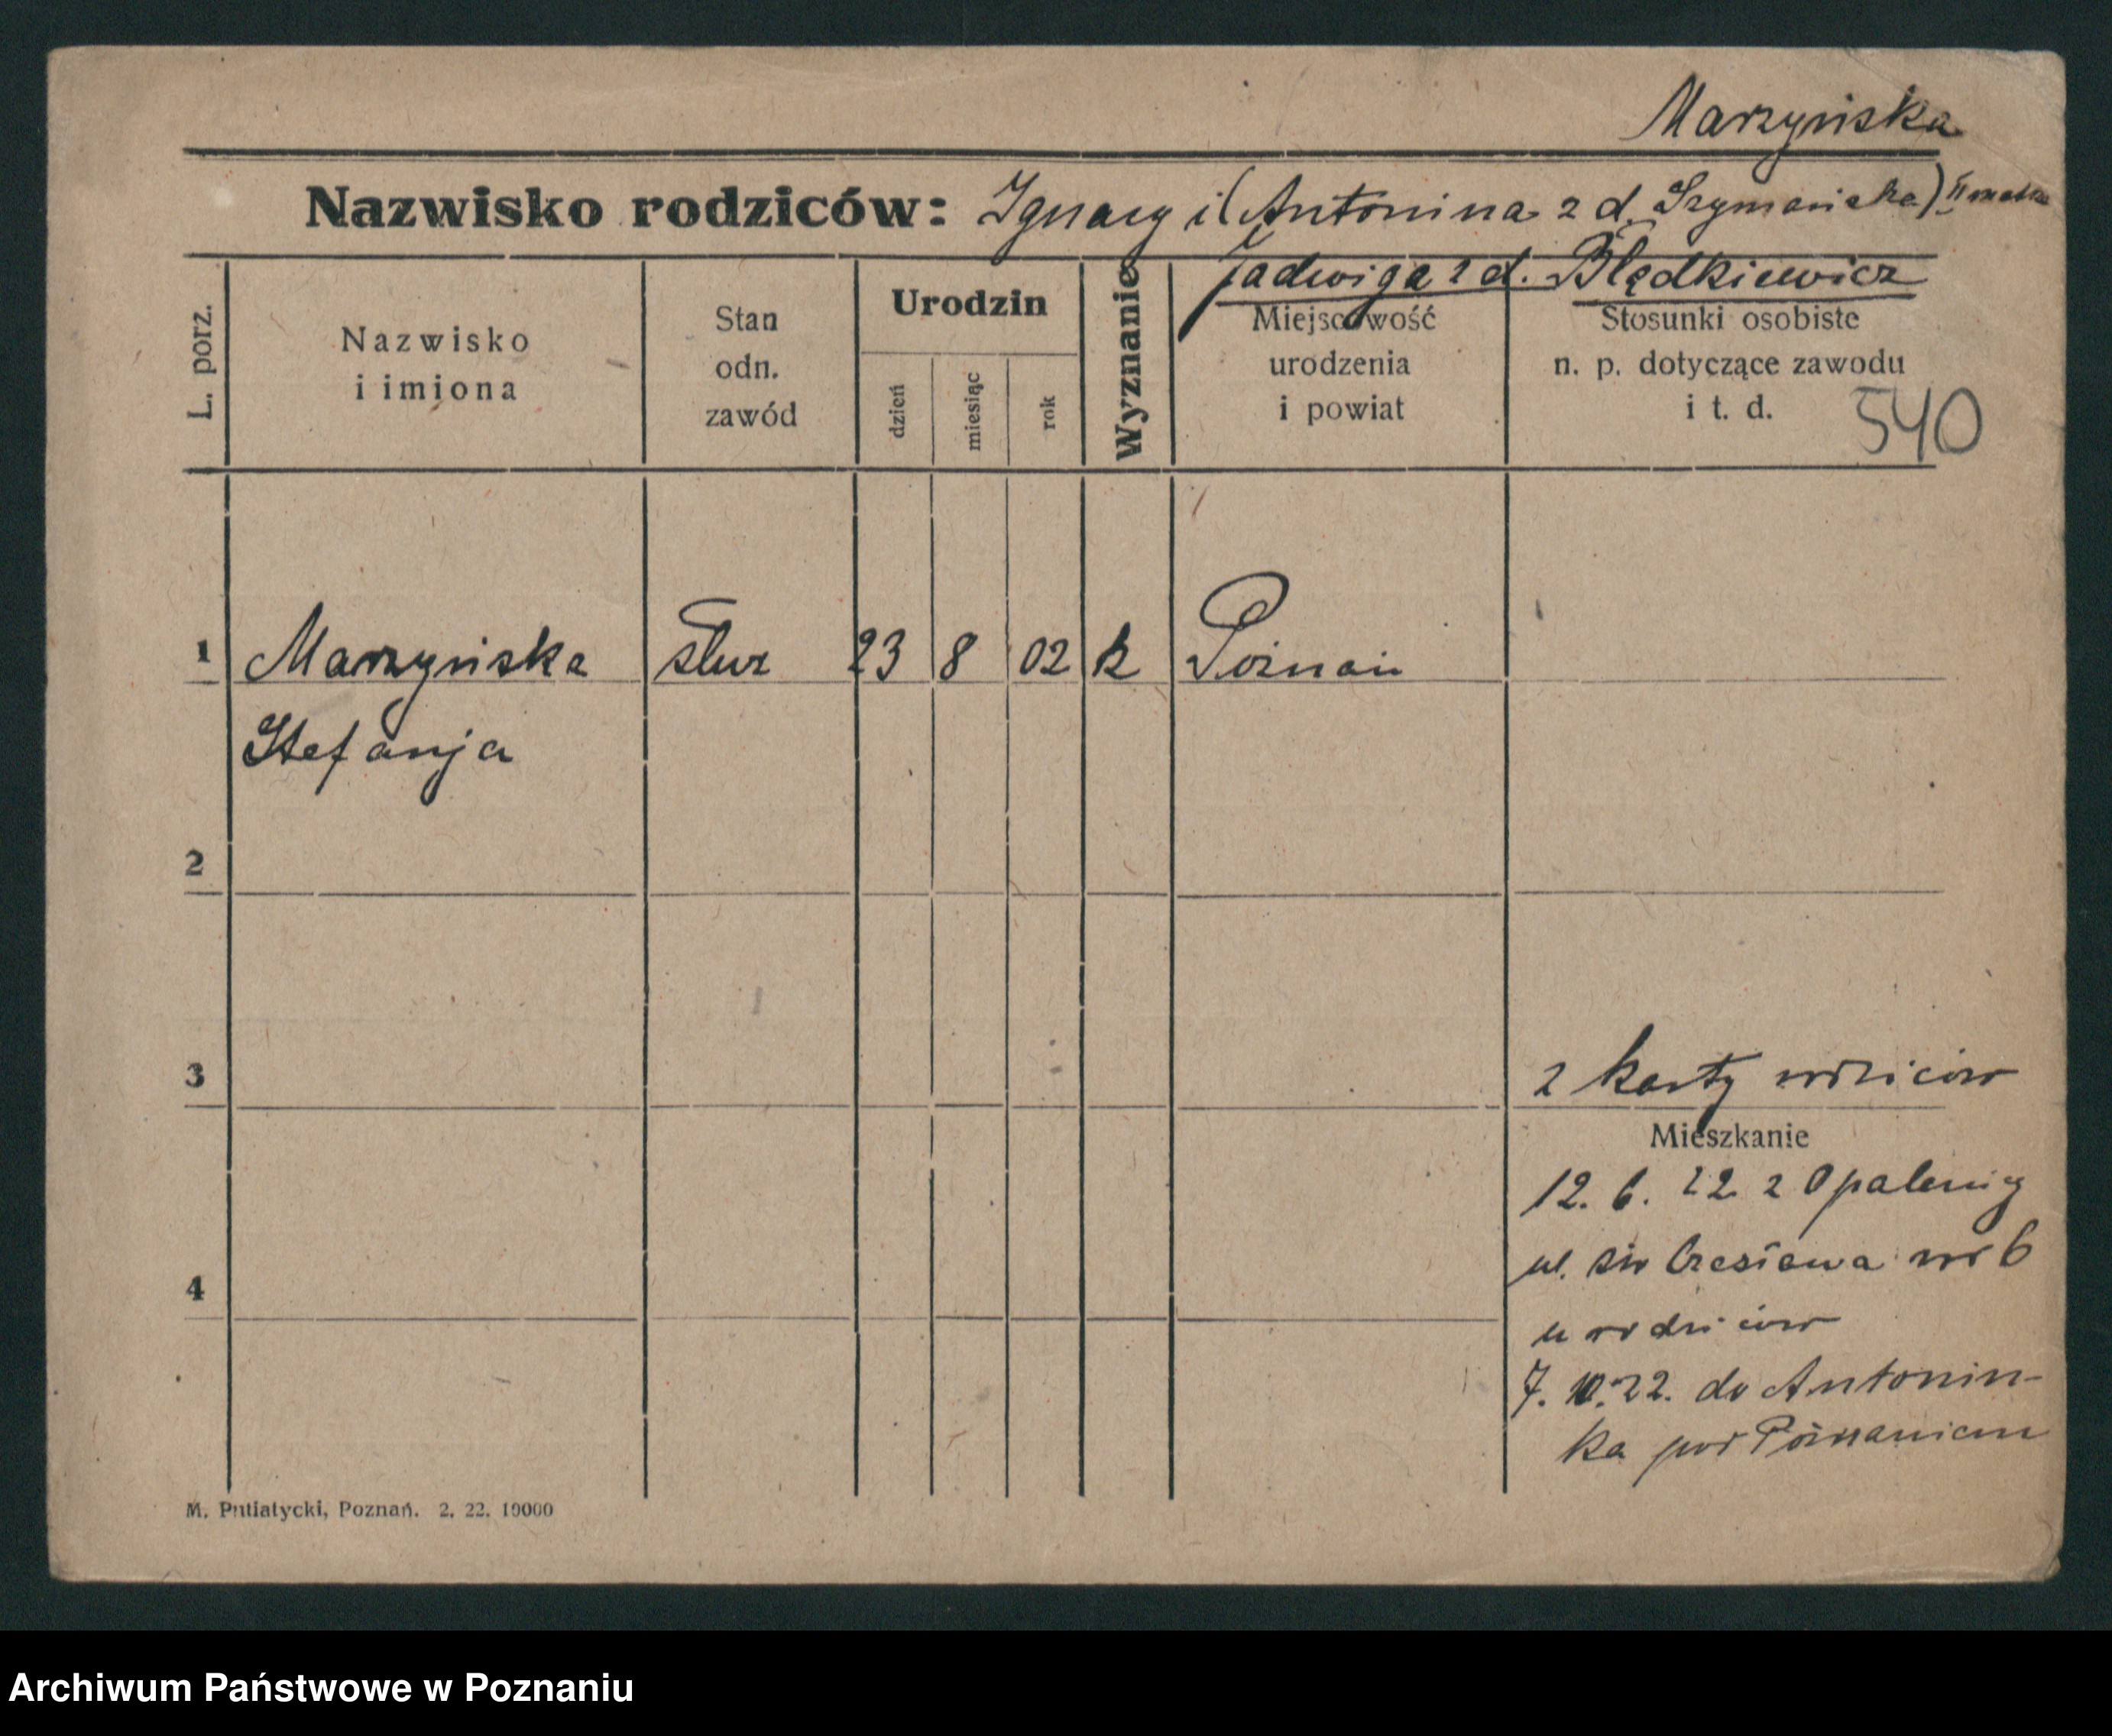 Marzyńska
Nazwisko rodziców: Ignacy i (Antonina z d. Szymańska) II matka
Jadwiga z d. Błędkiewicz
L. porz.
Nazwisko
i imiona
Stan
odn.
zawód
Urodzin
dzień
miesiąc
rok
Wyznanie
Miejscowość
urodzenia
i powiat
Stosunki osobiste
n. p. dotyczące zawodu
i t. d.
540
1 Marzyńska służ 23 8 02 k Poznań
Stefanja
2
3
z karty rodziców
Mieszkanie
12. 6. 22 z Opalenicy
ul. św Czesława nr 6
4
u rodziców
7. 10. 22. do Antonin-
ka pod Poznaniem
M. Putiatycki, Poznań. 2. 22. 10000
Archiwum Państwowe w Poznaniu